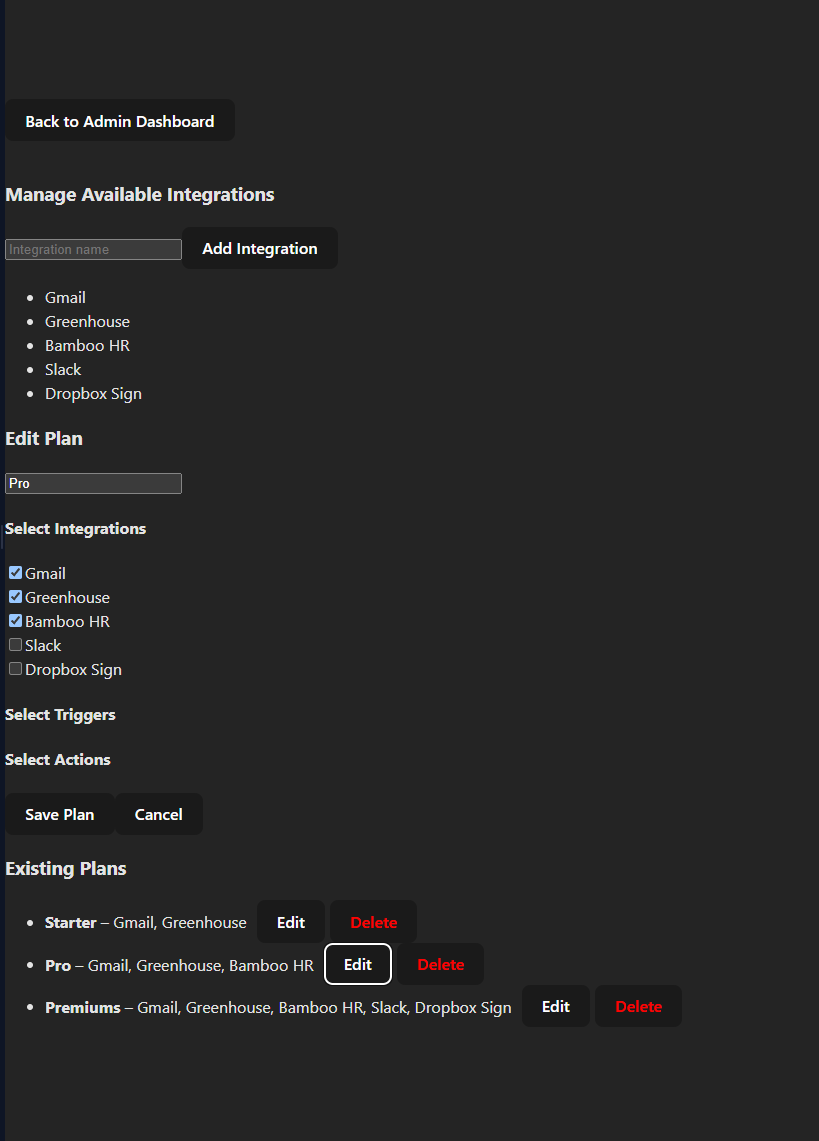 Back to Admin Dashboard
Manage Available Integrations
Integration name Add Integration
Gmail
Greenhouse
Bamboo HR
Slack
Dropbox Sign
Edit Plan
Pro
Select Integrations
Gmail
Greenhouse
Bamboo HR
Slack
Dropbox Sign
Select Triggers
Select Actions
Save Plan Cancel
Existing Plans
Starter – Gmail, Greenhouse Edit Delete
Pro – Gmail, Greenhouse, Bamboo HR Edit Delete
Premiums – Gmail, Greenhouse, Bamboo HR, Slack, Dropbox Sign Edit Delete